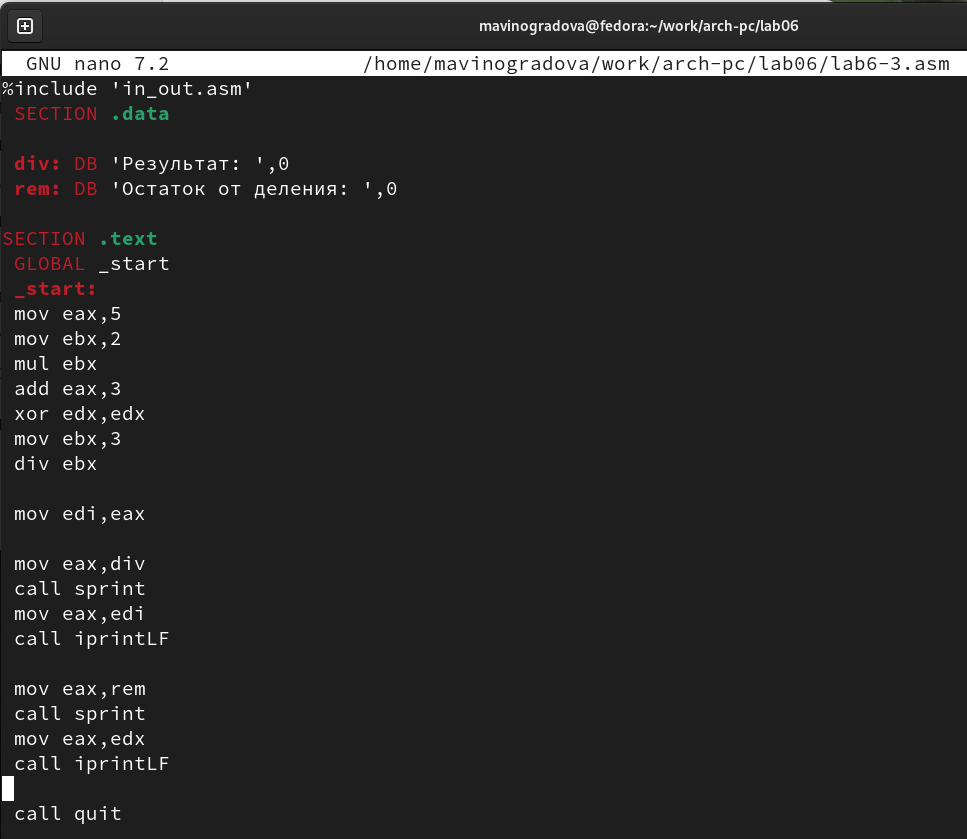 mavinogradova@fedora:~/work/arch-pc/lab06
GNU nano 7.2 /home/mavinogradova/work/arch-pc/lab06/lab6-3.asm
%include 'in_out.asm'
SECTION .data
div: DB 'Результат: ',0
rem: DB 'Остаток от деления: ',0
SECTION .text
GLOBAL _start
_start:
mov eax,5
mov ebx,2
mul ebx
add eax,3
xor edx,edx
mov ebx,3
div ebx
mov edi,eax
mov eax,div
call sprint
mov eax,edi
call iprintLF
mov eax,rem
call sprint
mov eax,edx
call iprintLF
call quit